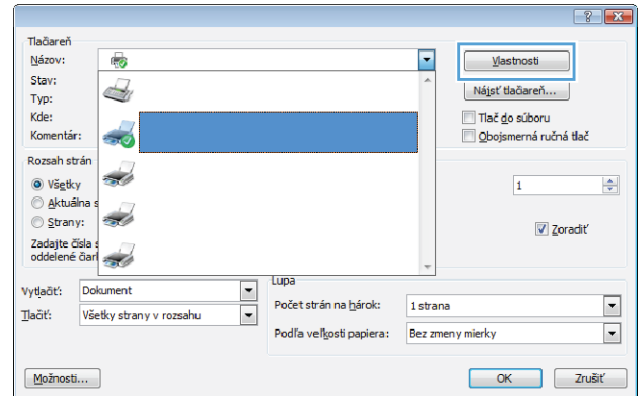 Tlačiareň
Názov:
Vlastnosti
Stav:
Nájsť tlačiareň...
Typ:
Kde:
Tlač do súboru
Komentár:
Obojsmerná ručná tlač
Rozsah strán
Všetky
1
Aktuálna s
Strany:
Zoradiť
Zadajte čísla s
oddelené čiar
Lupa
Vytlačiť: Dokument
Počet strán na hárok: 1 strana
Tlačiť: Všetky strany v rozsahu
Podľa veľkosti papiera: Bez zmeny mierky
Možnosti...
OK
Zrušiť